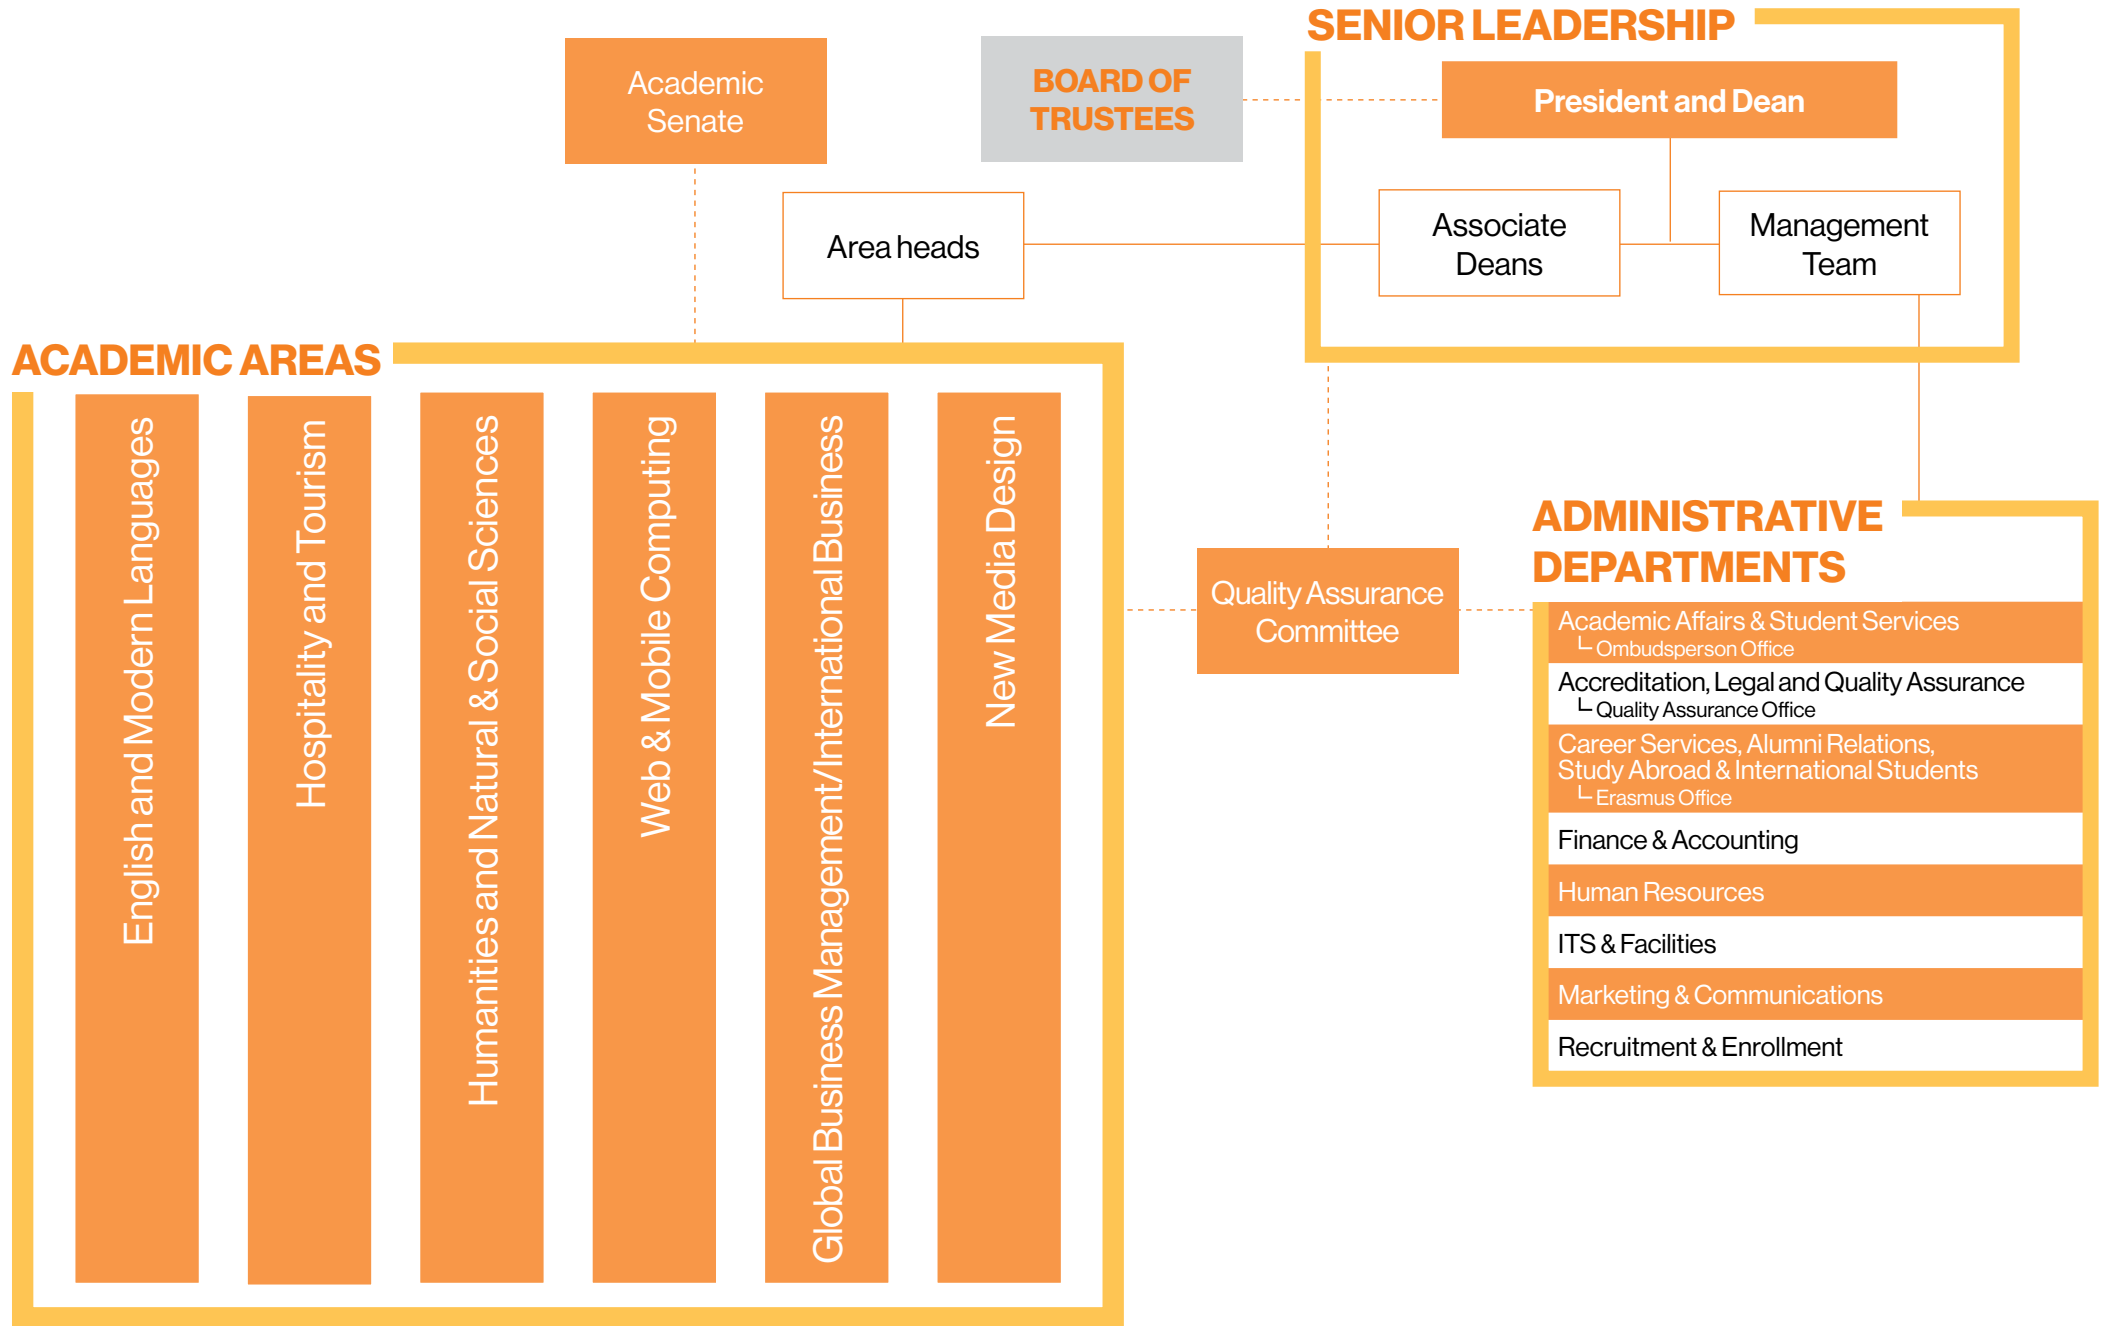 SENIOR LEADERSHIP
Academic
Senate
BOARD OF
TRUSTEES
President and Dean
Area heads
Associate
Deans
Management
Team
ACADEMIC AREAS
English and Modern Languages
Hospitality and Tourism
Humanities and Natural & Social Sciences
Web & Mobile Computing
Global Business Management/International Business
New Media Design
Quality Assurance
Committee
ADMINISTRATIVE
DEPARTMENTS
Academic Affairs & Student Services
Ombudsperson Office
Accreditation, Legal and Quality Assurance
Quality Assurance Office
Career Services, Alumni Relations,
Study Abroad & International Students
Erasmus Office
Finance & Accounting
Human Resources
ITS & Facilities
Marketing & Communications
Recruitment & Enrollment